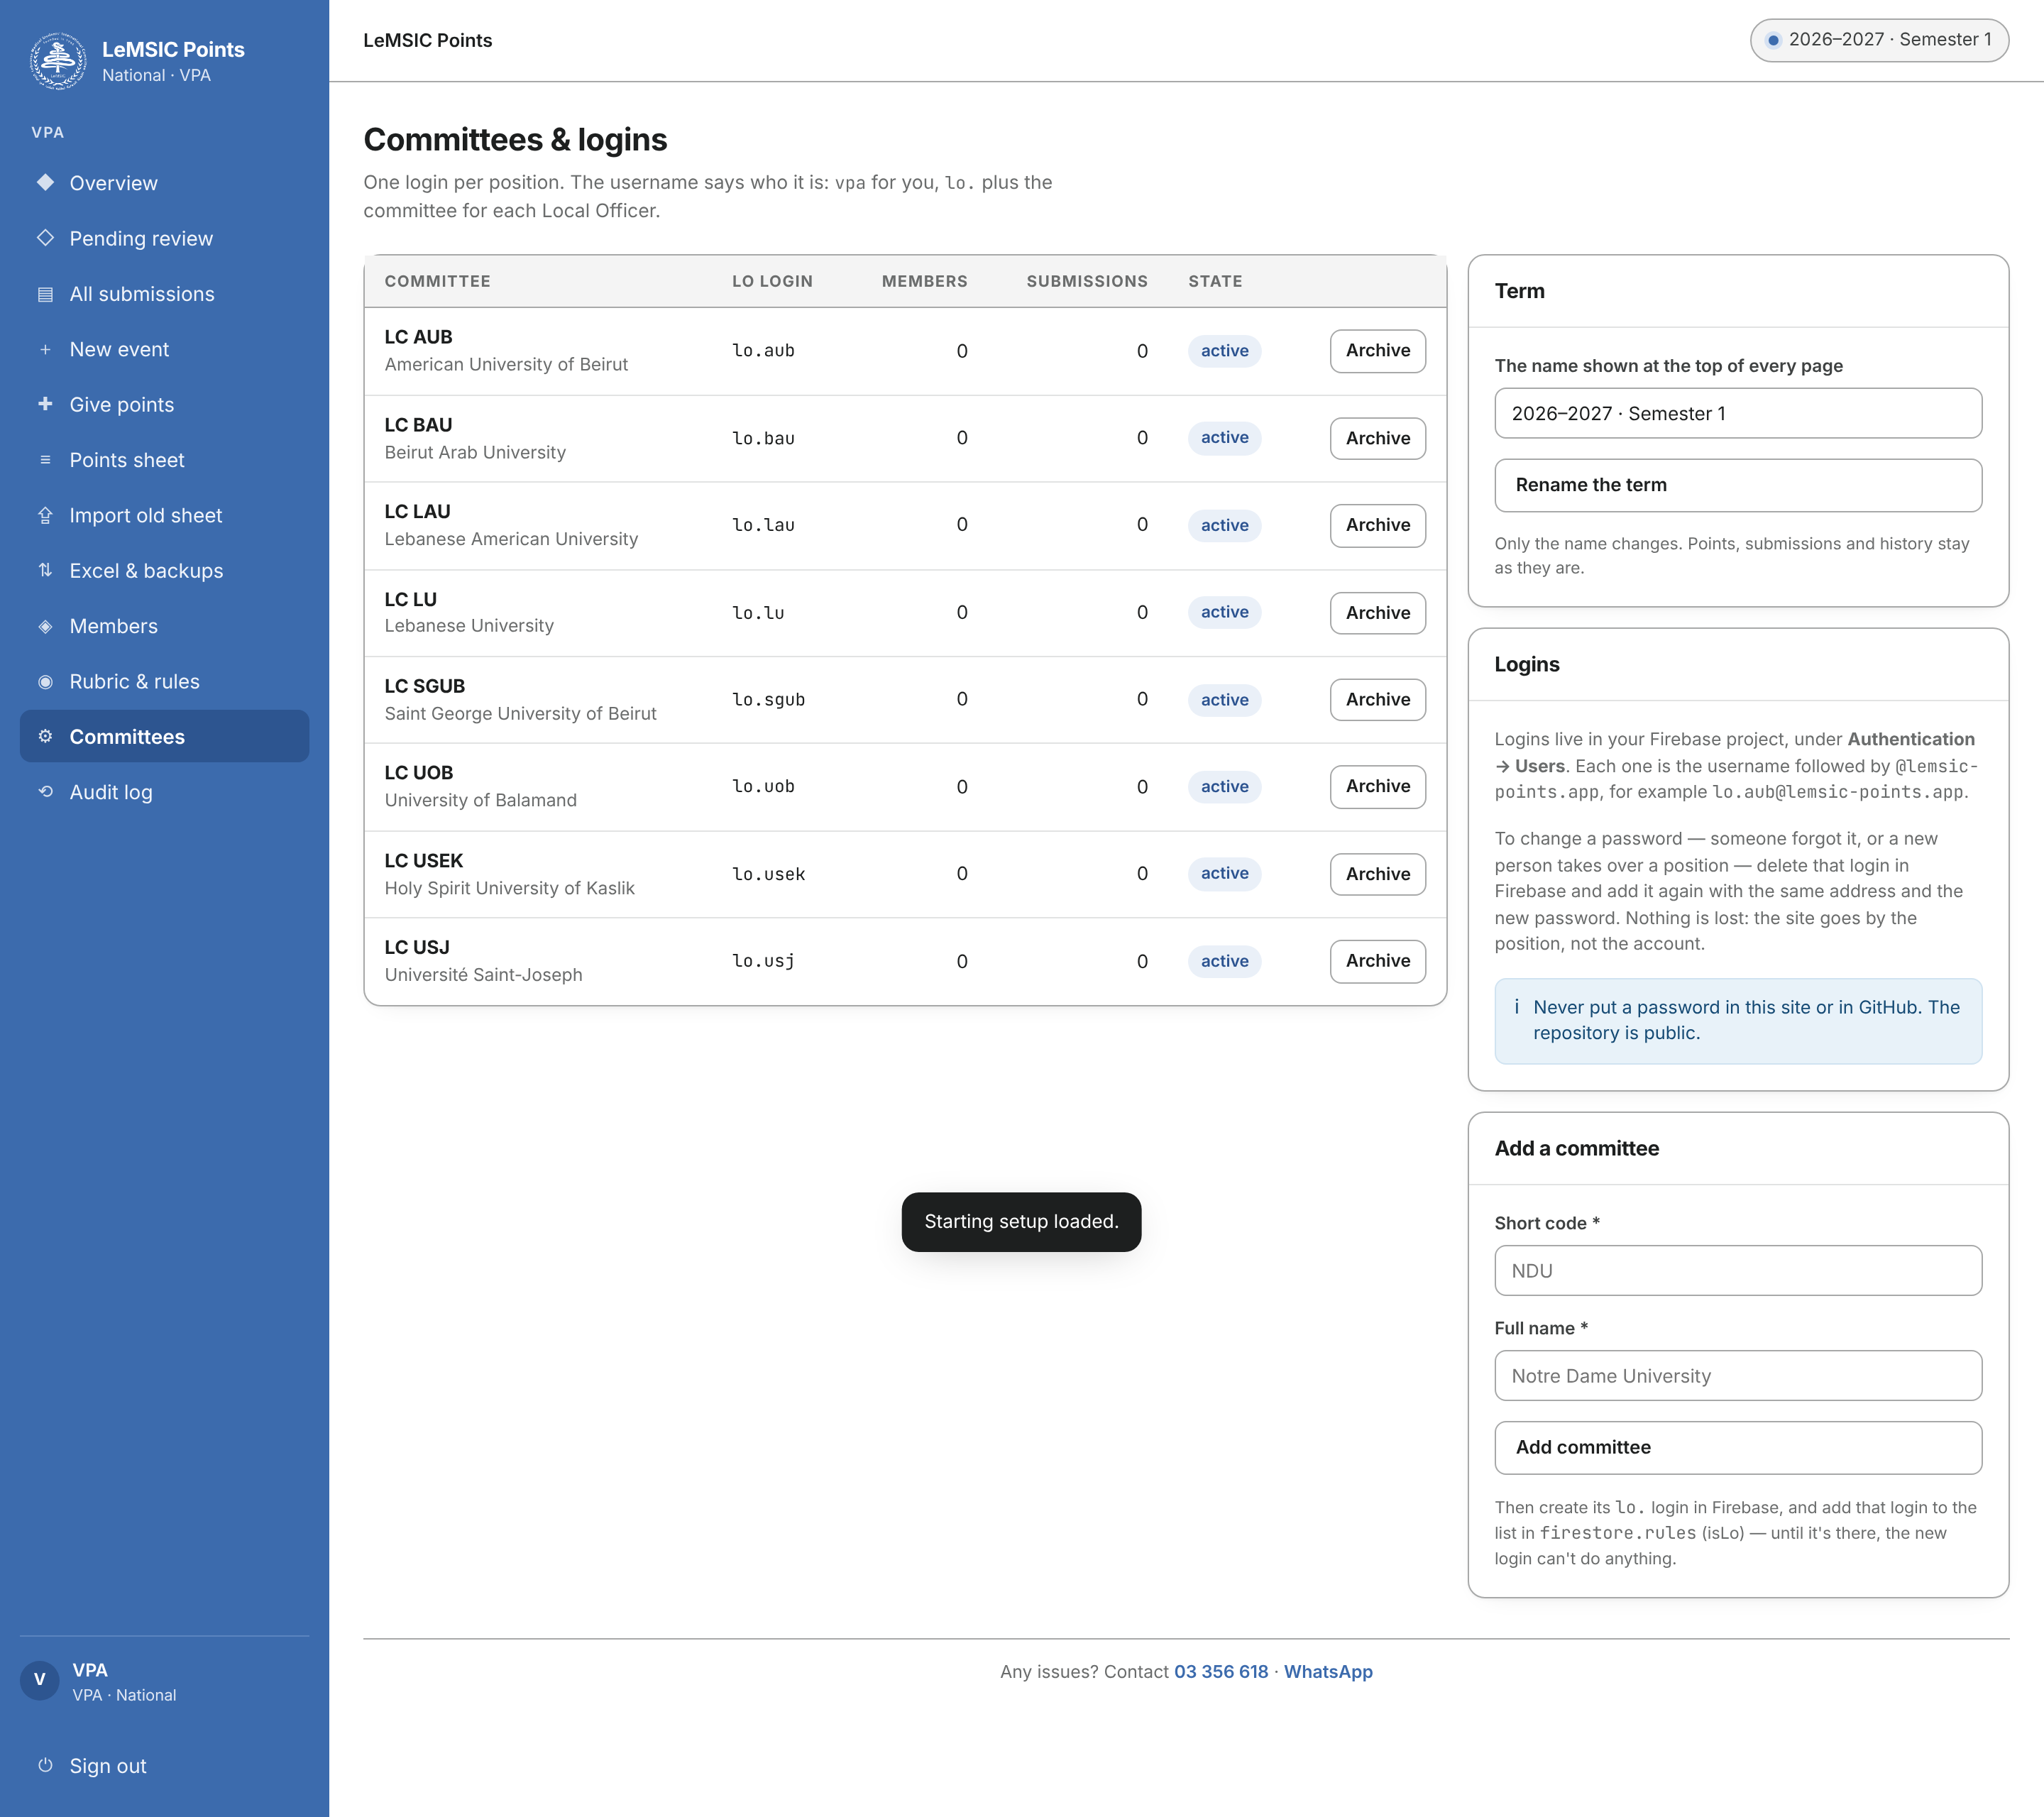 LeMSIC Points
National · VPA
VPA
Overview
Pending review
All submissions
New event
Give points
Points sheet
Import old sheet
Excel & backups
Members
Rubric & rules
Committees
Audit log
V
VPA
VPA · National
Sign out
LeMSIC Points
2026–2027 · Semester 1
Committees & logins
One login per position. The username says who it is: vpa for you, lo. plus the
committee for each Local Officer.
COMMITTEE LO LOGIN MEMBERS SUBMISSIONS STATE
LC AUB
American University of Beirut
lo.aub 0 0 active Archive
LC BAU
Beirut Arab University
lo.bau 0 0 active Archive
LC LAU
Lebanese American University
lo.lau 0 0 active Archive
LC LU
Lebanese University
lo.lu 0 0 active Archive
LC SGUB
Saint George University of Beirut
lo.sgub 0 0 active Archive
LC UOB
University of Balamand
lo.uob 0 0 active Archive
LC USEK
Holy Spirit University of Kaslik
lo.usek 0 0 active Archive
LC USJ
Université Saint-Joseph
lo.usj 0 0 active Archive
Term
The name shown at the top of every page
2026–2027 · Semester 1
Rename the term
Only the name changes. Points, submissions and history stay
as they are.
Logins
Logins live in your Firebase project, under Authentication
→ Users. Each one is the username followed by @lemsic-
points.app, for example lo.aub@lemsic-points.app.
To change a password — someone forgot it, or a new
person takes over a position — delete that login in
Firebase and add it again with the same address and the
new password. Nothing is lost: the site goes by the
position, not the account.
i Never put a password in this site or in GitHub. The
repository is public.
Add a committee
Short code *
NDU
Full name *
Notre Dame University
Add committee
Then create its lo. login in Firebase, and add that login to the
list in firestore.rules (isLo) — until it's there, the new
login can't do anything.
Starting setup loaded.
Any issues? Contact 03 356 618 · WhatsApp